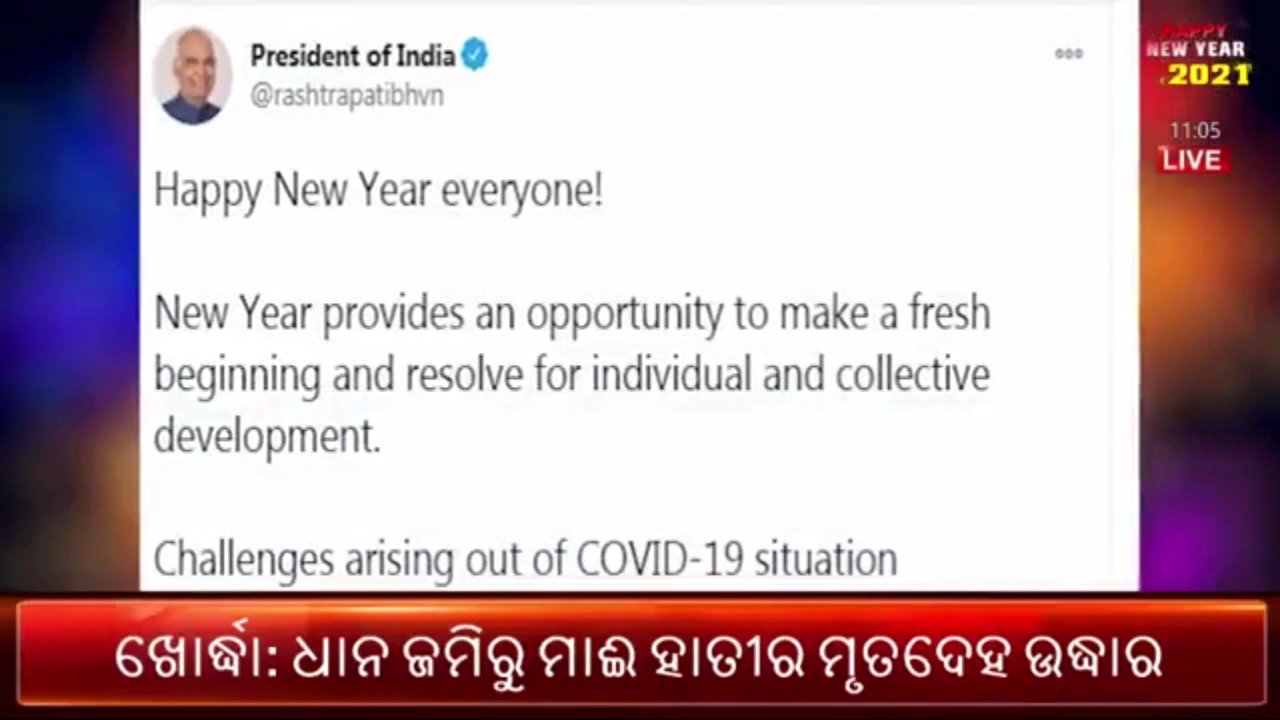 President of India
@rashtrapatibhvn
Happy New Year everyone!
New Year provides an opportunity to make a fresh
beginning and resolve for individual and collective
development.
Challenges arising out of COVID-19 situation
HAPPY
NEW YEAR
2021
11:05
LIVE
ଖୋର୍ଦ୍ଧା: ଧାନ ଜମିରୁ ମାଈ ହାତୀର ମୃତଦେହ ଉଦ୍ଧାର